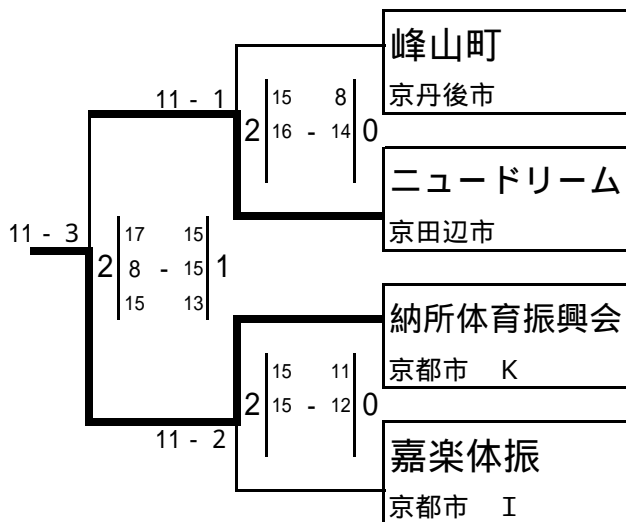 峰山町
京丹後市
11 - 1
15 8
2 16 - 14 0
ニュードリーム
京田辺市
11 - 3
17 15
2 8 - 15 1
15 13
納所体育振興会
京都市 K
15 11
2 15 - 12 0
11 - 2
嘉楽体振
京都市 I